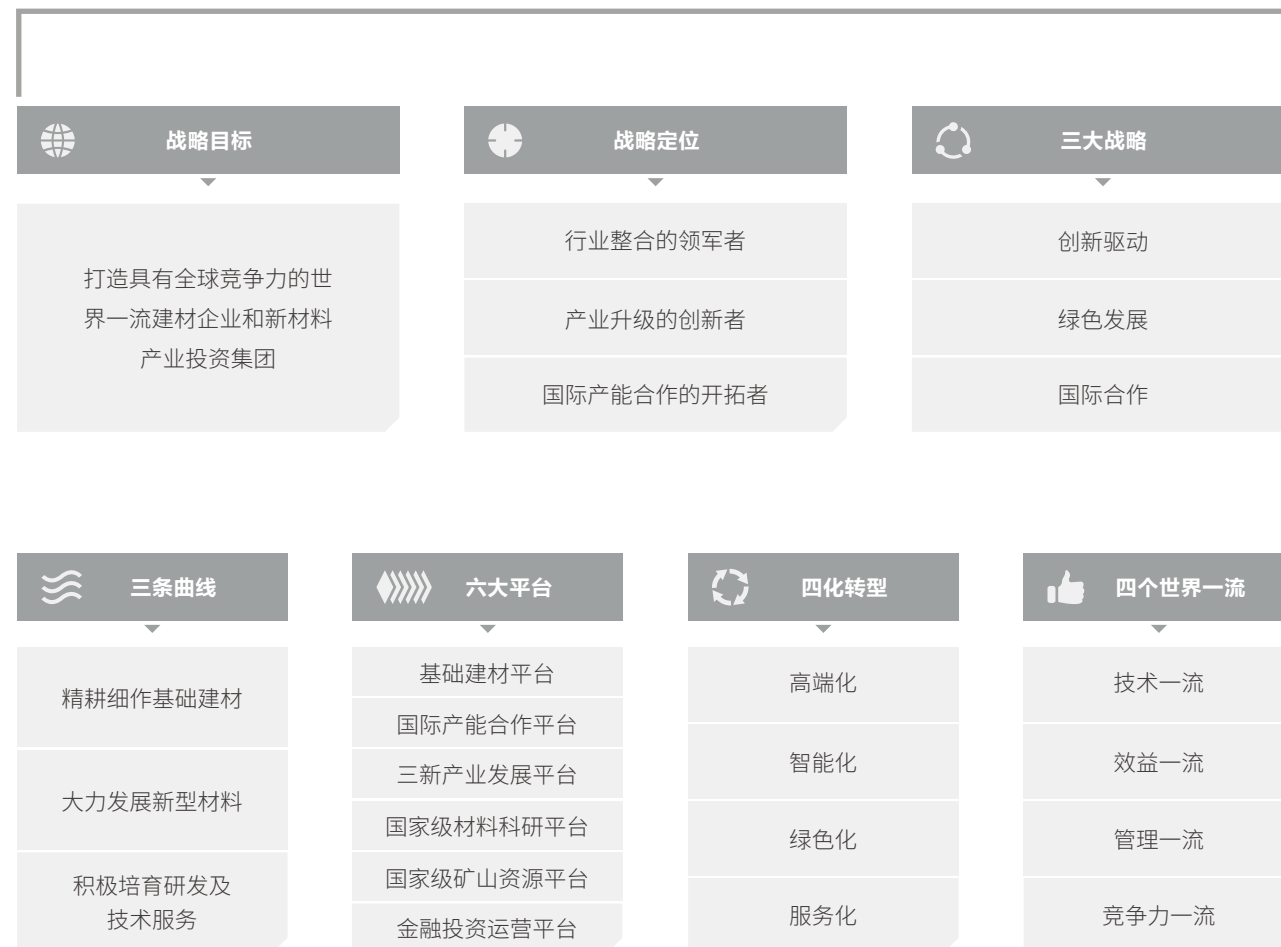 战略目标
打造具有全球竞争力的世
界一流建材企业和新材料
产业投资集团
战略定位
行业整合的领军者
产业升级的创新者
国际产能合作的开拓者
三大战略
创新驱动
绿色发展
国际合作
三条曲线
精耕细作基础建材
大力发展新型材料
积极培育研发及
技术服务
六大平台
基础建材平台
国际产能合作平台
三新产业发展平台
国家级材料科研平台
国家级矿山资源平台
金融投资运营平台
四化转型
高端化
智能化
绿色化
服务化
四个世界一流
技术一流
效益一流
管理一流
竞争力一流